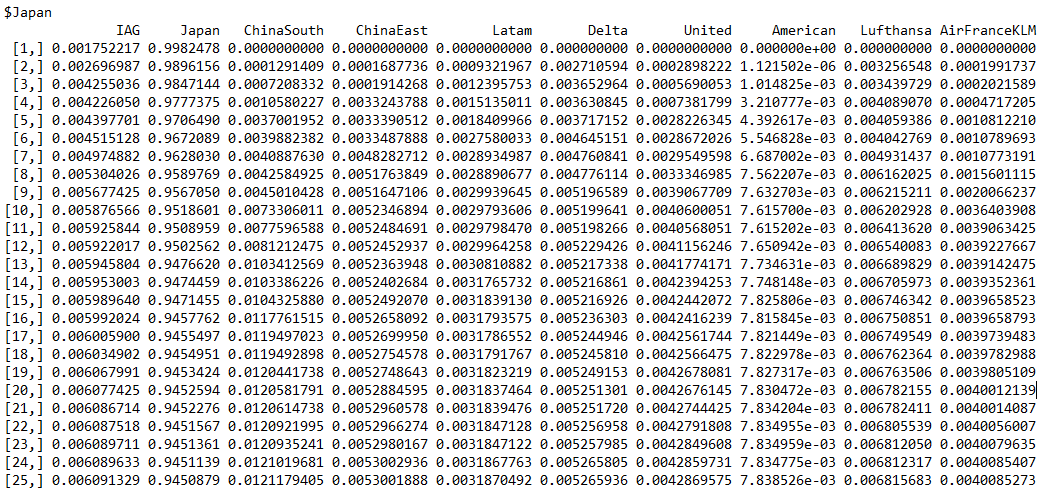 $Japan
IAG Japan ChinaSouth ChinaEast Latam Delta United American Lufthansa AirFranceKLM
[1,] 0.001752217 0.9982478 0.0000000000 0.0000000000 0.0000000000 0.000000000 0.0000000000 0.000000e+00 0.000000000 0.0000000000
[2,] 0.002696987 0.9896156 0.0001291409 0.0001687736 0.0009321967 0.002710594 0.0002898222 1.121502e-06 0.003256548 0.0001991737
[3,] 0.004255036 0.9847144 0.0007208332 0.0001914268 0.0012395753 0.003652964 0.0005690053 1.014825e-03 0.003439729 0.0002021589
[4,] 0.004226050 0.9777375 0.0010580227 0.0033243788 0.0015135011 0.003630845 0.0007381799 3.210777e-03 0.004089070 0.0004717205
[5,] 0.004397701 0.9706490 0.0037001952 0.0033390512 0.0018409966 0.003717152 0.0028226345 4.392617e-03 0.004059386 0.0010812210
[6,] 0.004515128 0.9672089 0.0039882382 0.0033487888 0.0027580033 0.004645151 0.0028672026 5.546828e-03 0.004042769 0.0010789693
[7,] 0.004974882 0.9628030 0.0040887630 0.0048282712 0.0028934987 0.004760841 0.0029549598 6.687002e-03 0.004931437 0.0010773191
[8,] 0.005304026 0.9589769 0.0042584925 0.0051763849 0.0028890677 0.004776114 0.0033346985 7.562207e-03 0.006162025 0.0015601115
[9,] 0.005677425 0.9567050 0.0045010428 0.0051647106 0.0029939645 0.005196589 0.0039067709 7.632703e-03 0.006215211 0.0020066237
[10,] 0.005876566 0.9518601 0.0073306011 0.0052346894 0.0029793606 0.005199641 0.0040600051 7.615700e-03 0.006202928 0.0036403908
[11,] 0.005925844 0.9508959 0.0077596588 0.0052484691 0.0029798470 0.005198266 0.0040568051 7.615202e-03 0.006413620 0.0039063425
[12,] 0.005922017 0.9502562 0.0081212475 0.0052452937 0.0029964258 0.005229426 0.0041156246 7.650942e-03 0.006540083 0.0039227667
[13,] 0.005945804 0.9476620 0.0103412569 0.0052363948 0.0030810882 0.005217338 0.0041774171 7.734631e-03 0.006689829 0.0039142475
[14,] 0.005953003 0.9474459 0.0103386226 0.0052402684 0.0031765732 0.005216861 0.0042394253 7.748148e-03 0.006705973 0.0039352361
[15,] 0.005989640 0.9471455 0.0104325880 0.0052492070 0.0031839130 0.005216926 0.0042442072 7.825806e-03 0.006746342 0.0039658523
[16,] 0.005992024 0.9457762 0.0117761515 0.0052658092 0.0031793575 0.005236303 0.0042416239 7.815845e-03 0.006750851 0.0039658793
[17,] 0.006005900 0.9455497 0.0119497023 0.0052699950 0.0031786552 0.005244946 0.0042561744 7.821449e-03 0.006749549 0.0039739483
[18,] 0.006034902 0.9454951 0.0119492898 0.0052754578 0.0031791767 0.005245810 0.0042566475 7.822978e-03 0.006762364 0.0039782988
[19,] 0.006067991 0.9453424 0.0120441738 0.0052748643 0.0031823219 0.005249153 0.0042678081 7.827317e-03 0.006763506 0.0039805109
[20,] 0.006077425 0.9452594 0.0120581791 0.0052884595 0.0031837464 0.005251301 0.0042676145 7.830472e-03 0.006782155 0.0040012139
[21,] 0.006086714 0.9452276 0.0120614738 0.0052960578 0.0031839476 0.005251720 0.0042744425 7.834204e-03 0.006782411 0.0040014087
[22,] 0.006087518 0.9451567 0.0120921995 0.0052966274 0.0031847128 0.005256958 0.0042791808 7.834955e-03 0.006805539 0.0040056007
[23,] 0.006089711 0.9451361 0.0120935241 0.0052980167 0.0031847122 0.005257985 0.0042849608 7.834959e-03 0.006812050 0.0040079635
[24,] 0.006089633 0.9451139 0.0121019681 0.0053002936 0.0031867763 0.005265805 0.0042859731 7.834775e-03 0.006812317 0.0040085407
[25,] 0.006091329 0.9450879 0.0121179405 0.0053001888 0.0031870492 0.005265936 0.0042869575 7.838526e-03 0.006815683 0.0040085273